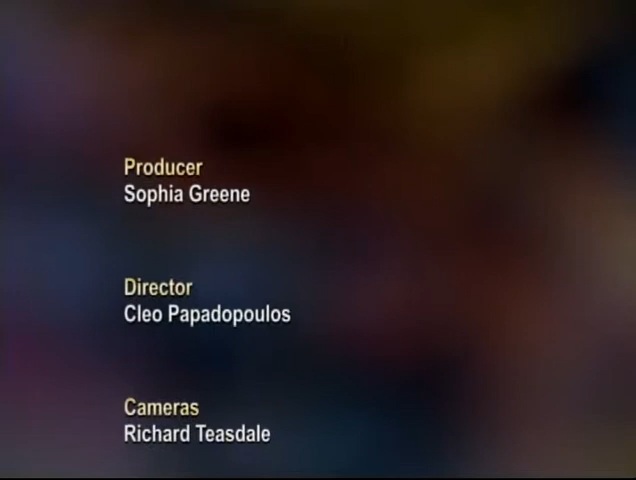 Producer
Sophia Greene
Director
Cleo Papadopoulos
Cameras
Richard Teasdale